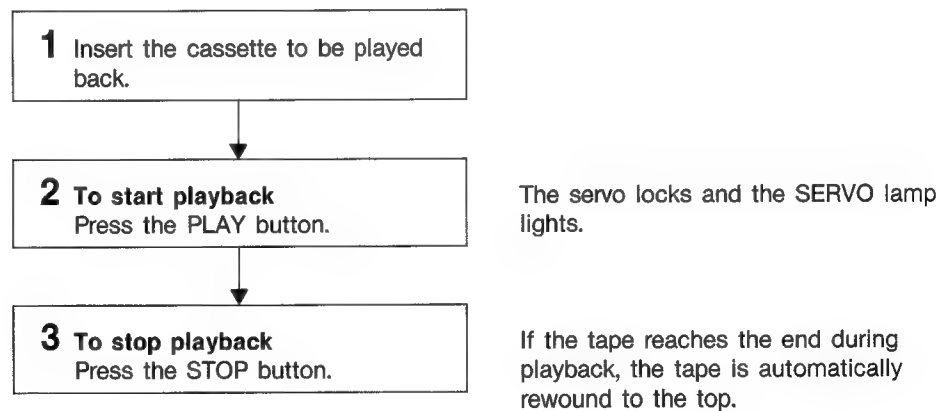 1 Insert the cassette to be played
back.
2 To start playback
Press the PLAY button.
The servo locks and the SERVO lamp
lights.
3 To stop playback
Press the STOP button.
If the tape reaches the end during
playback, the tape is automatically
rewound to the top.